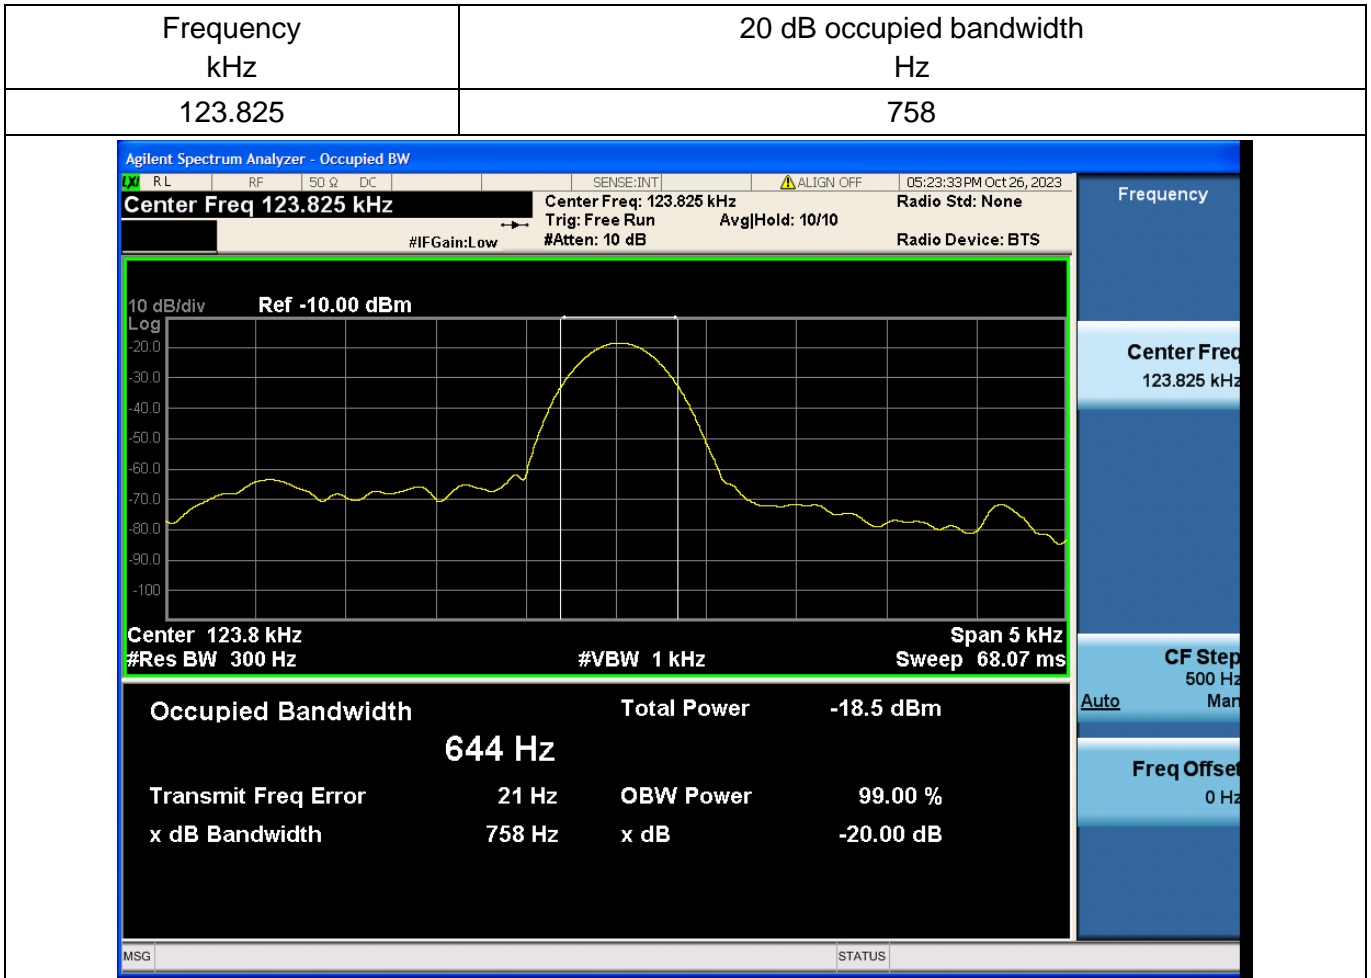 Frequency
kHz
20 dB occupied bandwidth
Hz
123.825
758
Agilent Spectrum Analyzer - Occupied BW
LXI RL RF 50 Ω DC SENSE:INT ALIGN OFF 05:23:33PM Oct 26, 2023
Center Freq 123.825 kHz
Center Freq: 123.825 kHz
Radio Std: None
Trig: Free Run
Avg|Hold: 10/10
#IFGain:Low
#Atten: 10 dB
Radio Device: BTS
10 dB/div
Ref -10.00 dBm
Log
-20.0
-30.0
-40.0
-50.0
-60.0
-70.0
-80.0
-90.0
-100
Center 123.8 kHz
Span 5 kHz
#Res BW 300 Hz
#VBW 1 kHz
Sweep 68.07 ms
Occupied Bandwidth
Total Power -18.5 dBm
644 Hz
Transmit Freq Error 21 Hz
OBW Power 99.00 %
x dB Bandwidth 758 Hz
x dB -20.00 dB
MSG
STATUS
Frequency
Center Freq
123.825 kHz
CF Step
500 Hz
Auto Man
Freq Offset
0 Hz